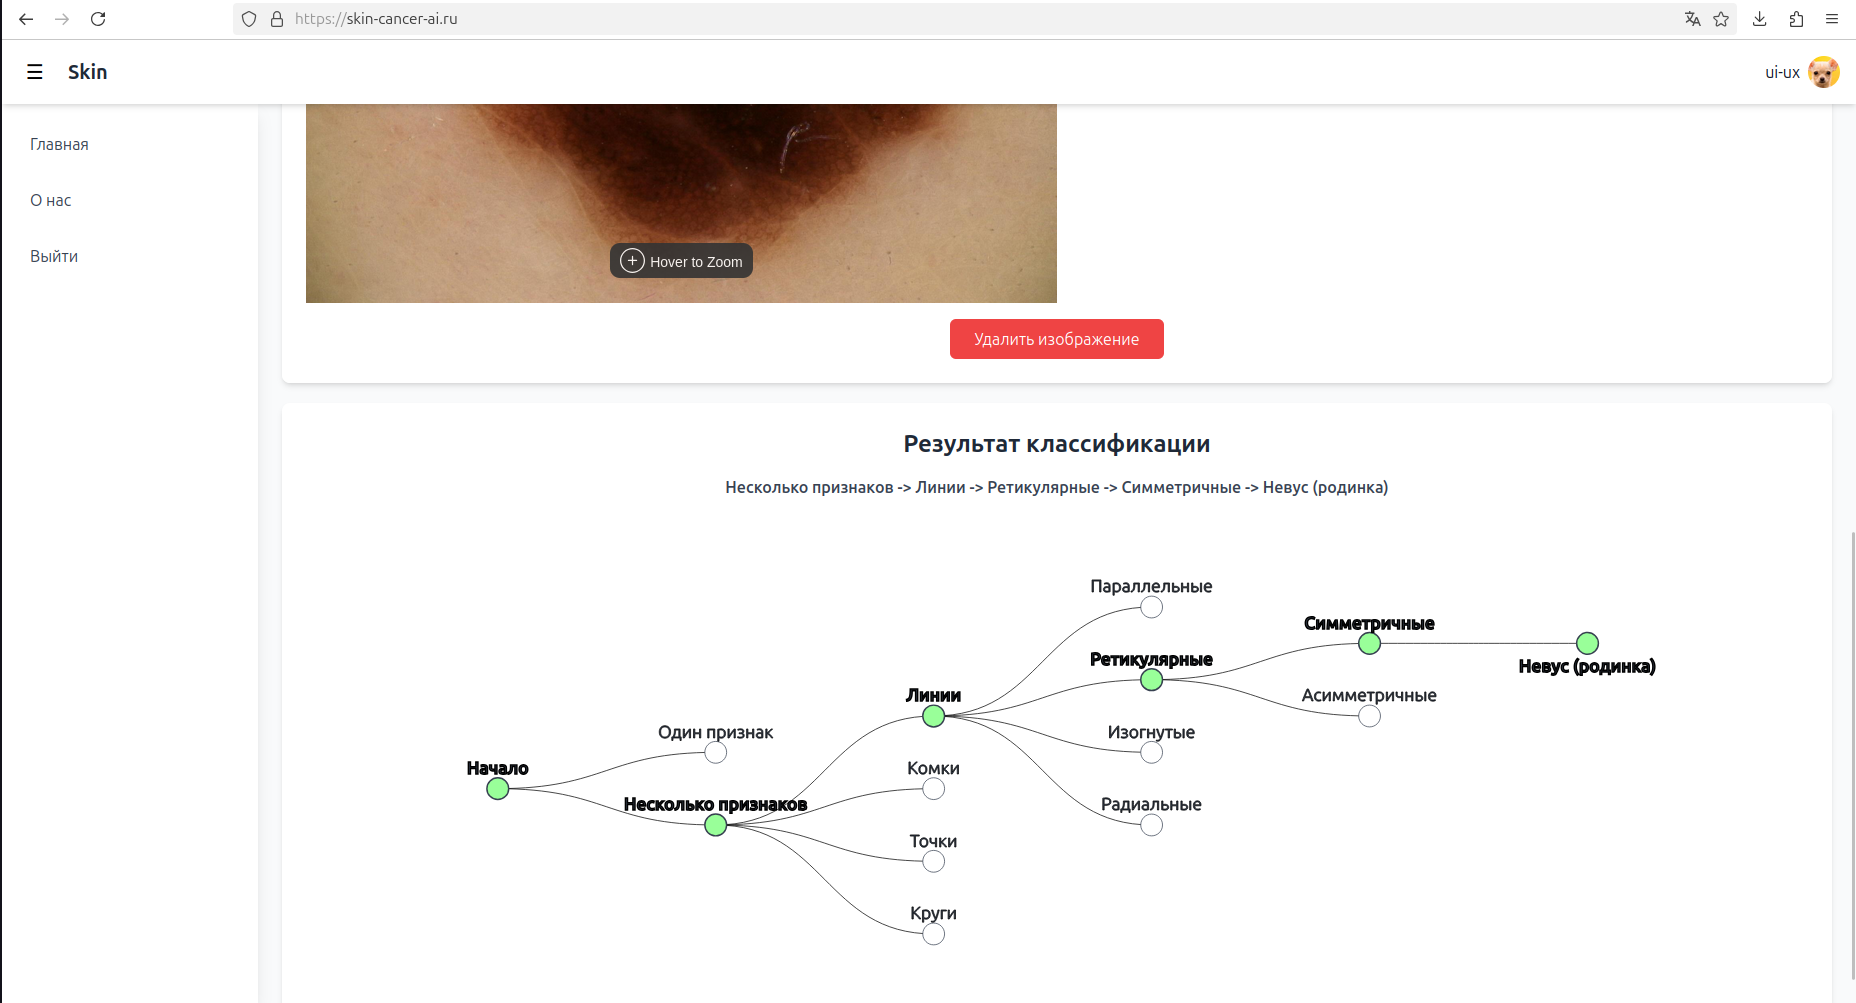 https://skin-cancer-ai.ru
☰ Skin
ui-ux
Главная
О нас
Выйти
Hover to Zoom
Удалить изображение
Результат классификации
Несколько признаков -> Линии -> Ретикулярные -> Симметричные -> Невус (родинка)
Параллельные
Симметричные
Ретикулярные
Невус (родинка)
Линии
Асимметричные
Один признак
Изогнутые
Начало
Комки
Несколько признаков
Радиальные
Точки
Круги